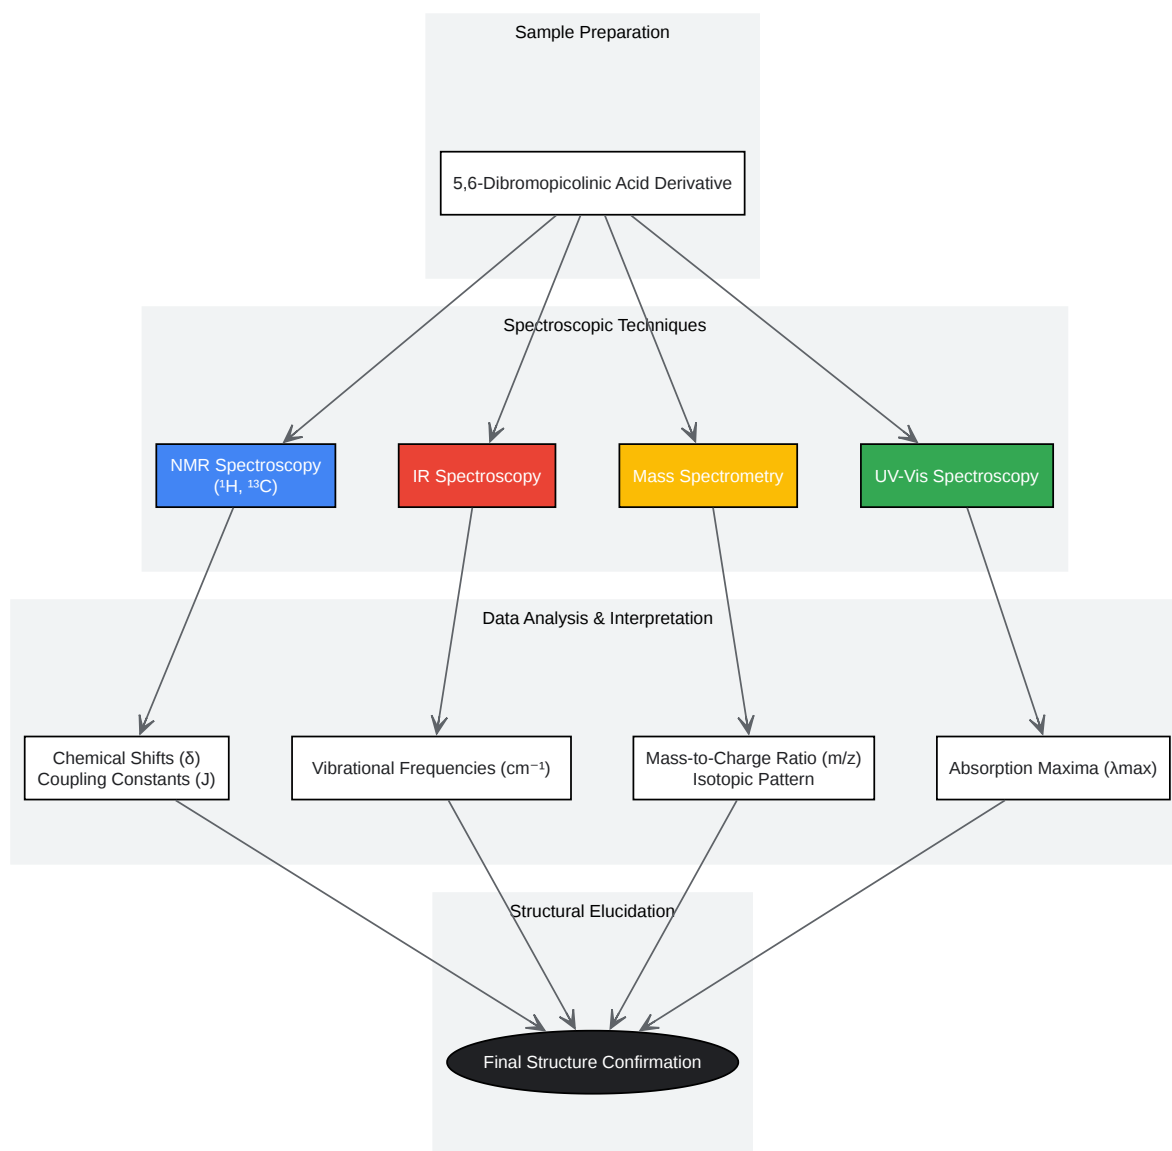 Sample Preparation
5,6-Dibromopicolinic Acid Derivative
Spectroscopic Techniques
NMR Spectroscopy
(¹H, ¹³C)
IR Spectroscopy
Mass Spectrometry
UV-Vis Spectroscopy
Data Analysis & Interpretation
Chemical Shifts (δ)
Coupling Constants (J)
Vibrational Frequencies (cm⁻¹)
Mass-to-Charge Ratio (m/z)
Isotopic Pattern
Absorption Maxima (λmax)
Structural Elucidation
Final Structure Confirmation